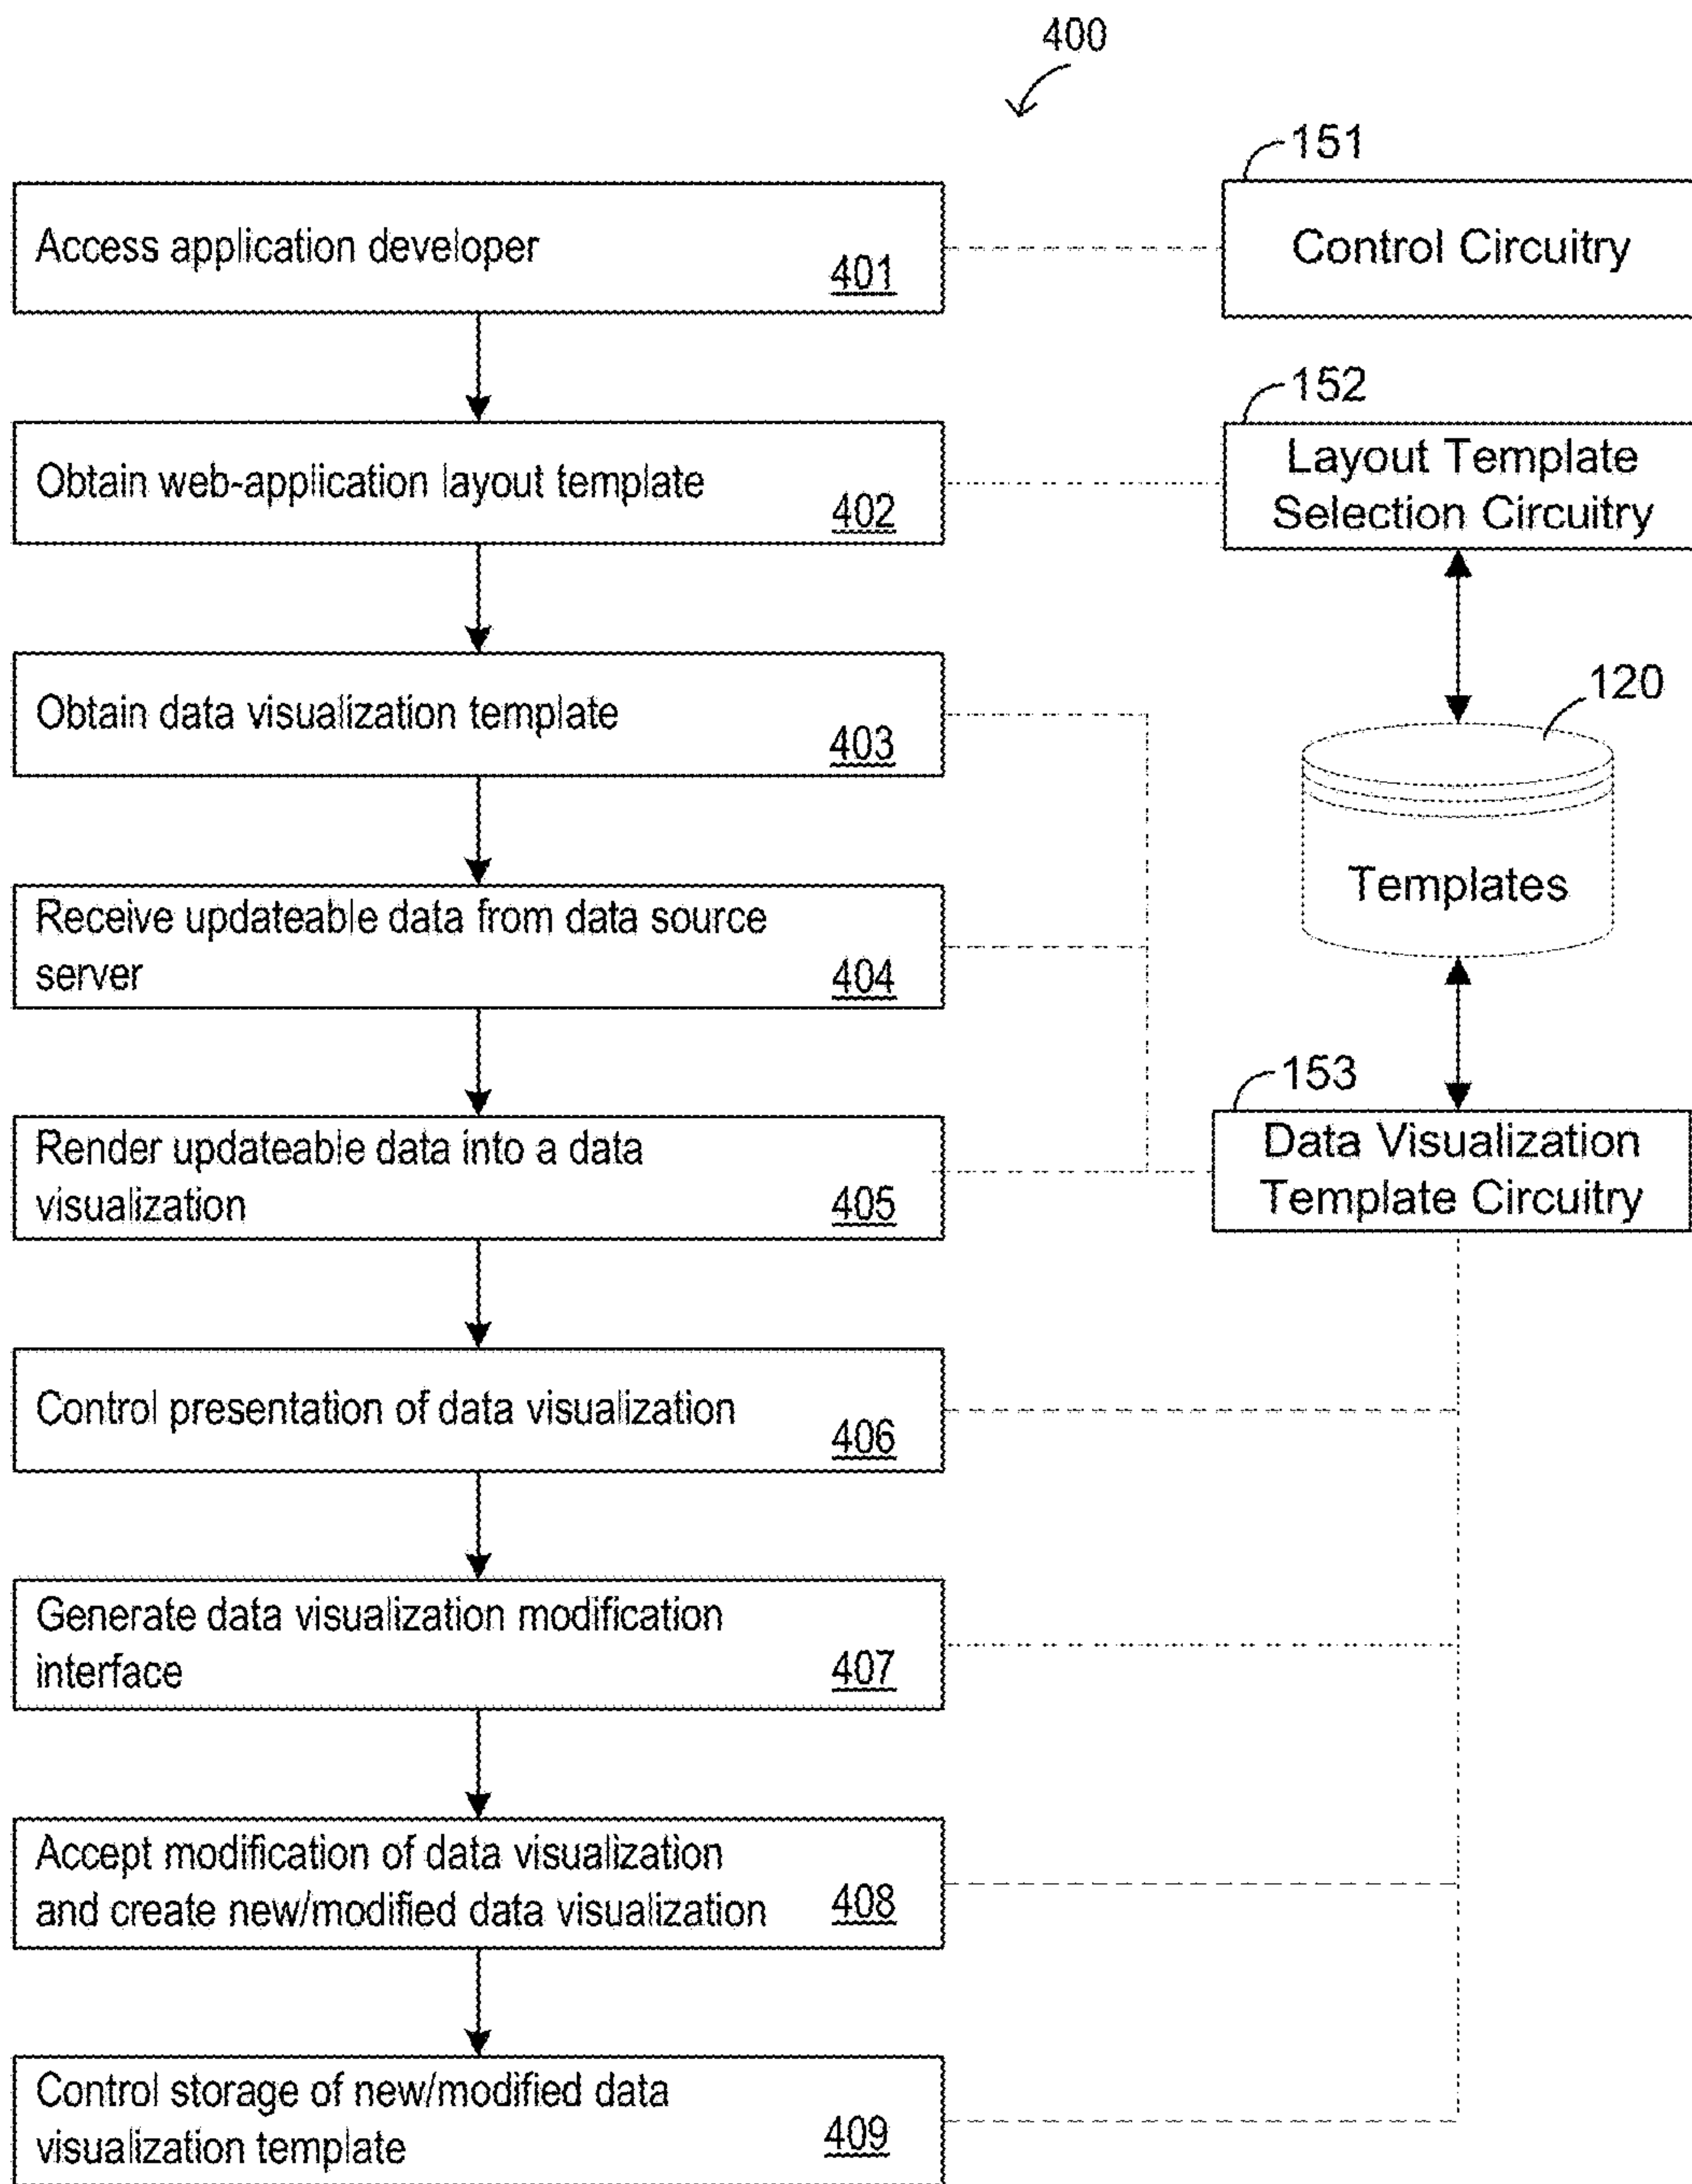 400
Access application developer
401
151
Control Circuitry
Obtain web-application layout template
402
152
Layout Template
Selection Circuitry
Obtain data visualization template
403
120
Templates
Receive updateable data from data source
server
404
Render updateable data into a data
visualization
405
153
Data Visualization
Template Circuitry
Control presentation of data visualization
406
Generate data visualization modification
interface
407
Accept modification of data visualization
and create new/modified data visualization
408
Control storage of new/modified data
visualization template
409